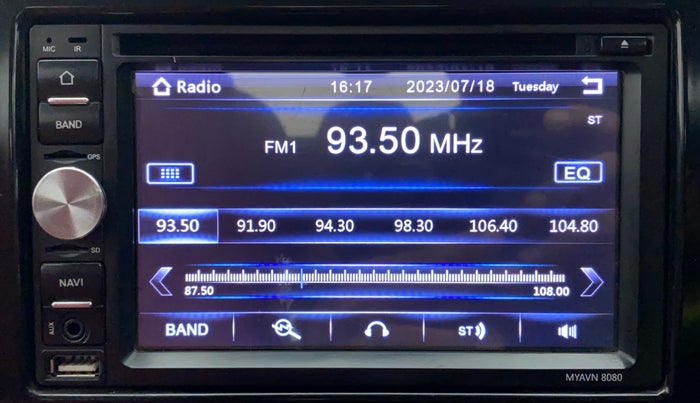 MIC IR
Radio 16:17 2023/07/18 Tuesday
ST
BAND
GPS
FM1 93.50 MHz
EQ
93.50 91.90 94.30 98.30 106.40 104.80
SD
NAVI
87.50 108.00
AUX
BAND ST
MYAVN 8080